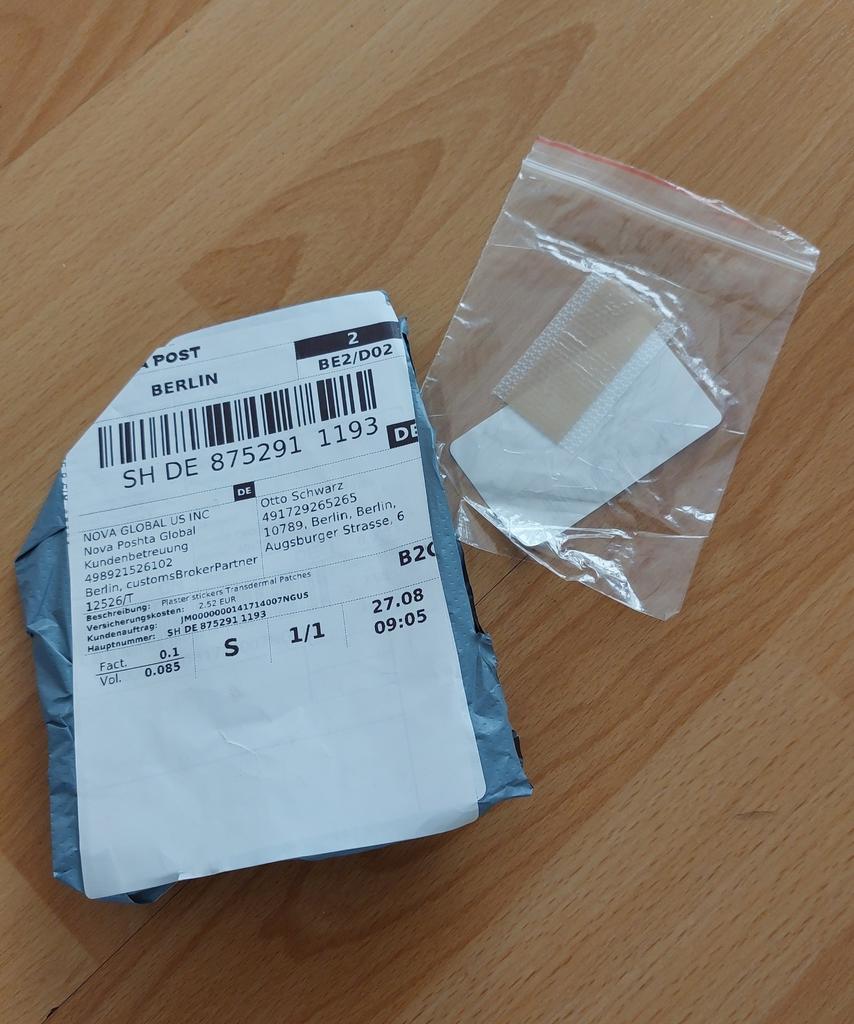 A POST
2
BE2/D02
BERLIN
SH DE 875291 1193
DE
DE
NOVA GLOBAL US INC
Nova Poshta Global
Kundenbetreuung
498921526102
Berlin, customsBrokerPartner
12526/T
Otto Schwarz
491729265265
10789, Berlin, Berlin,
Augsburger Strasse, 6
B2C
Beschreibung: Plaster stickers Transdermal Patches
Versicherungskosten: 2.52 EUR
Kundenauftrag: JM0000000141714007NGUS
Hauptnummer: SH DE 875291 1193
Fact. 0.1
Vol. 0.085
S
1/1
27.08
09:05